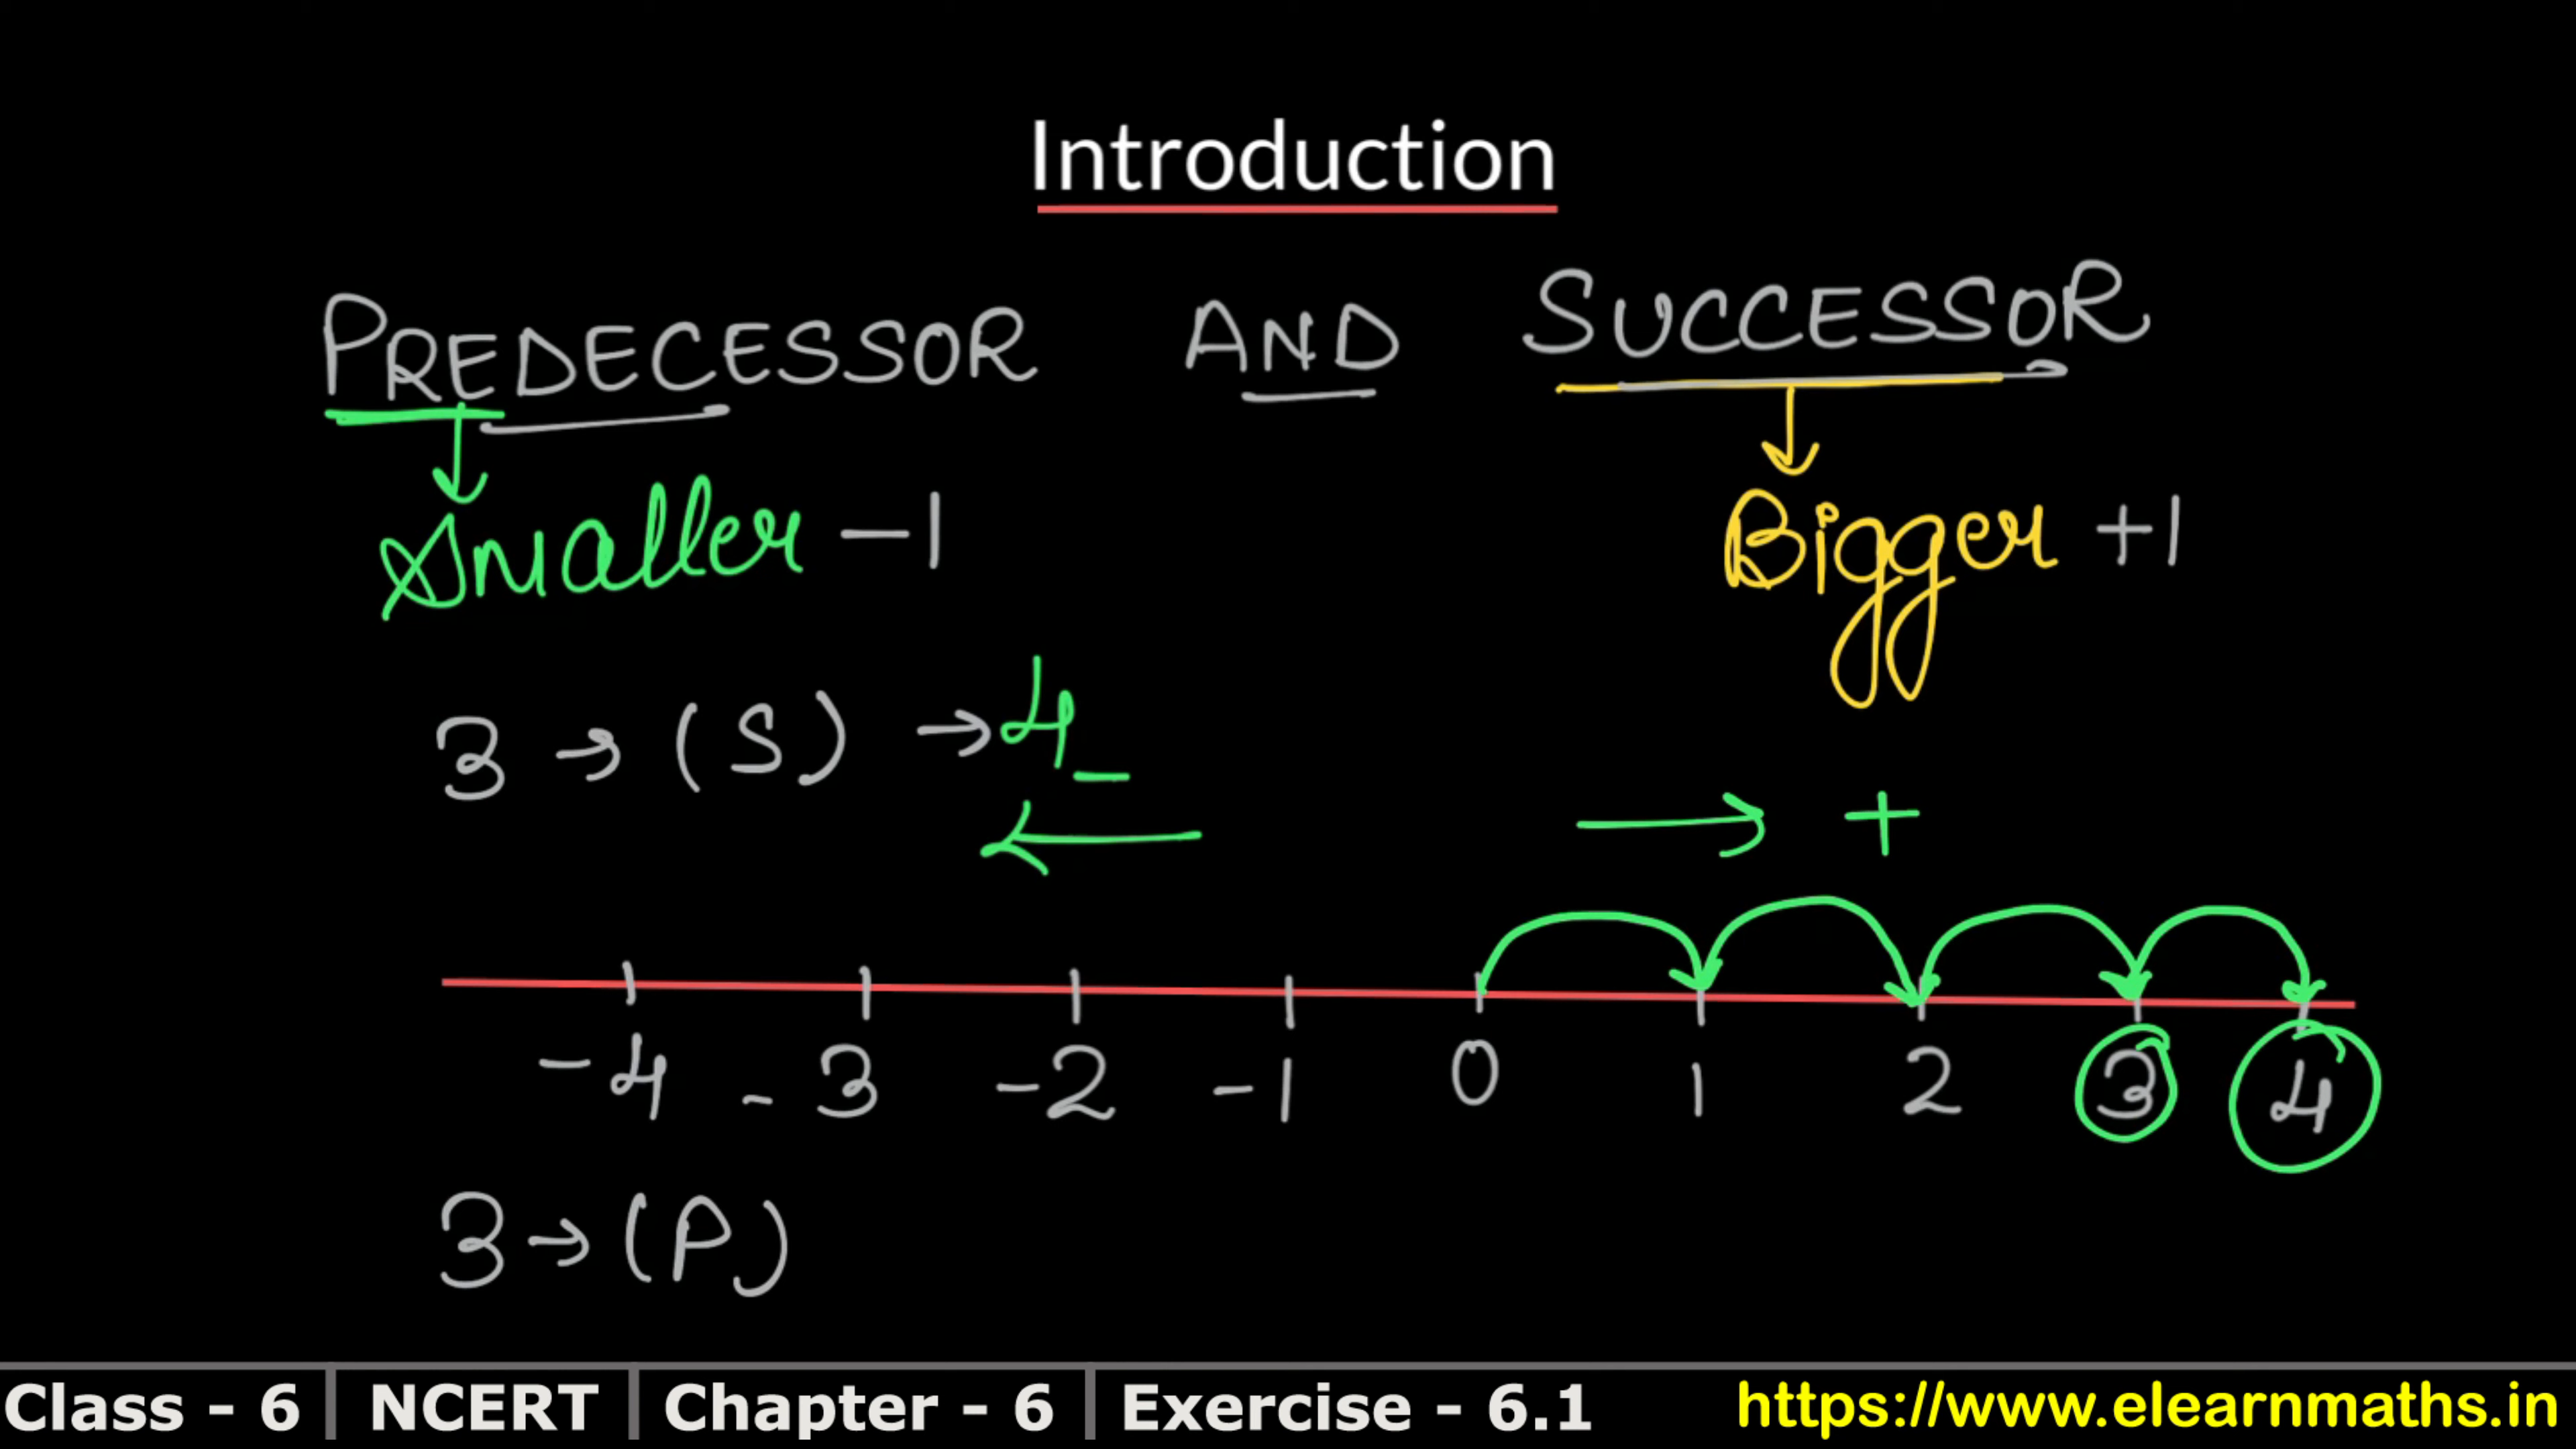 Introduction
PREDECESSOR AND SUCCESSOR
Smaller -1 Bigger +1
3 → (S) → 4
← → +
-4 -3 -2 -1 0 1 2 3 4
3 → (P)
Class - 6 | NCERT | Chapter - 6 | Exercise - 6.1 https://www.elearnmaths.in